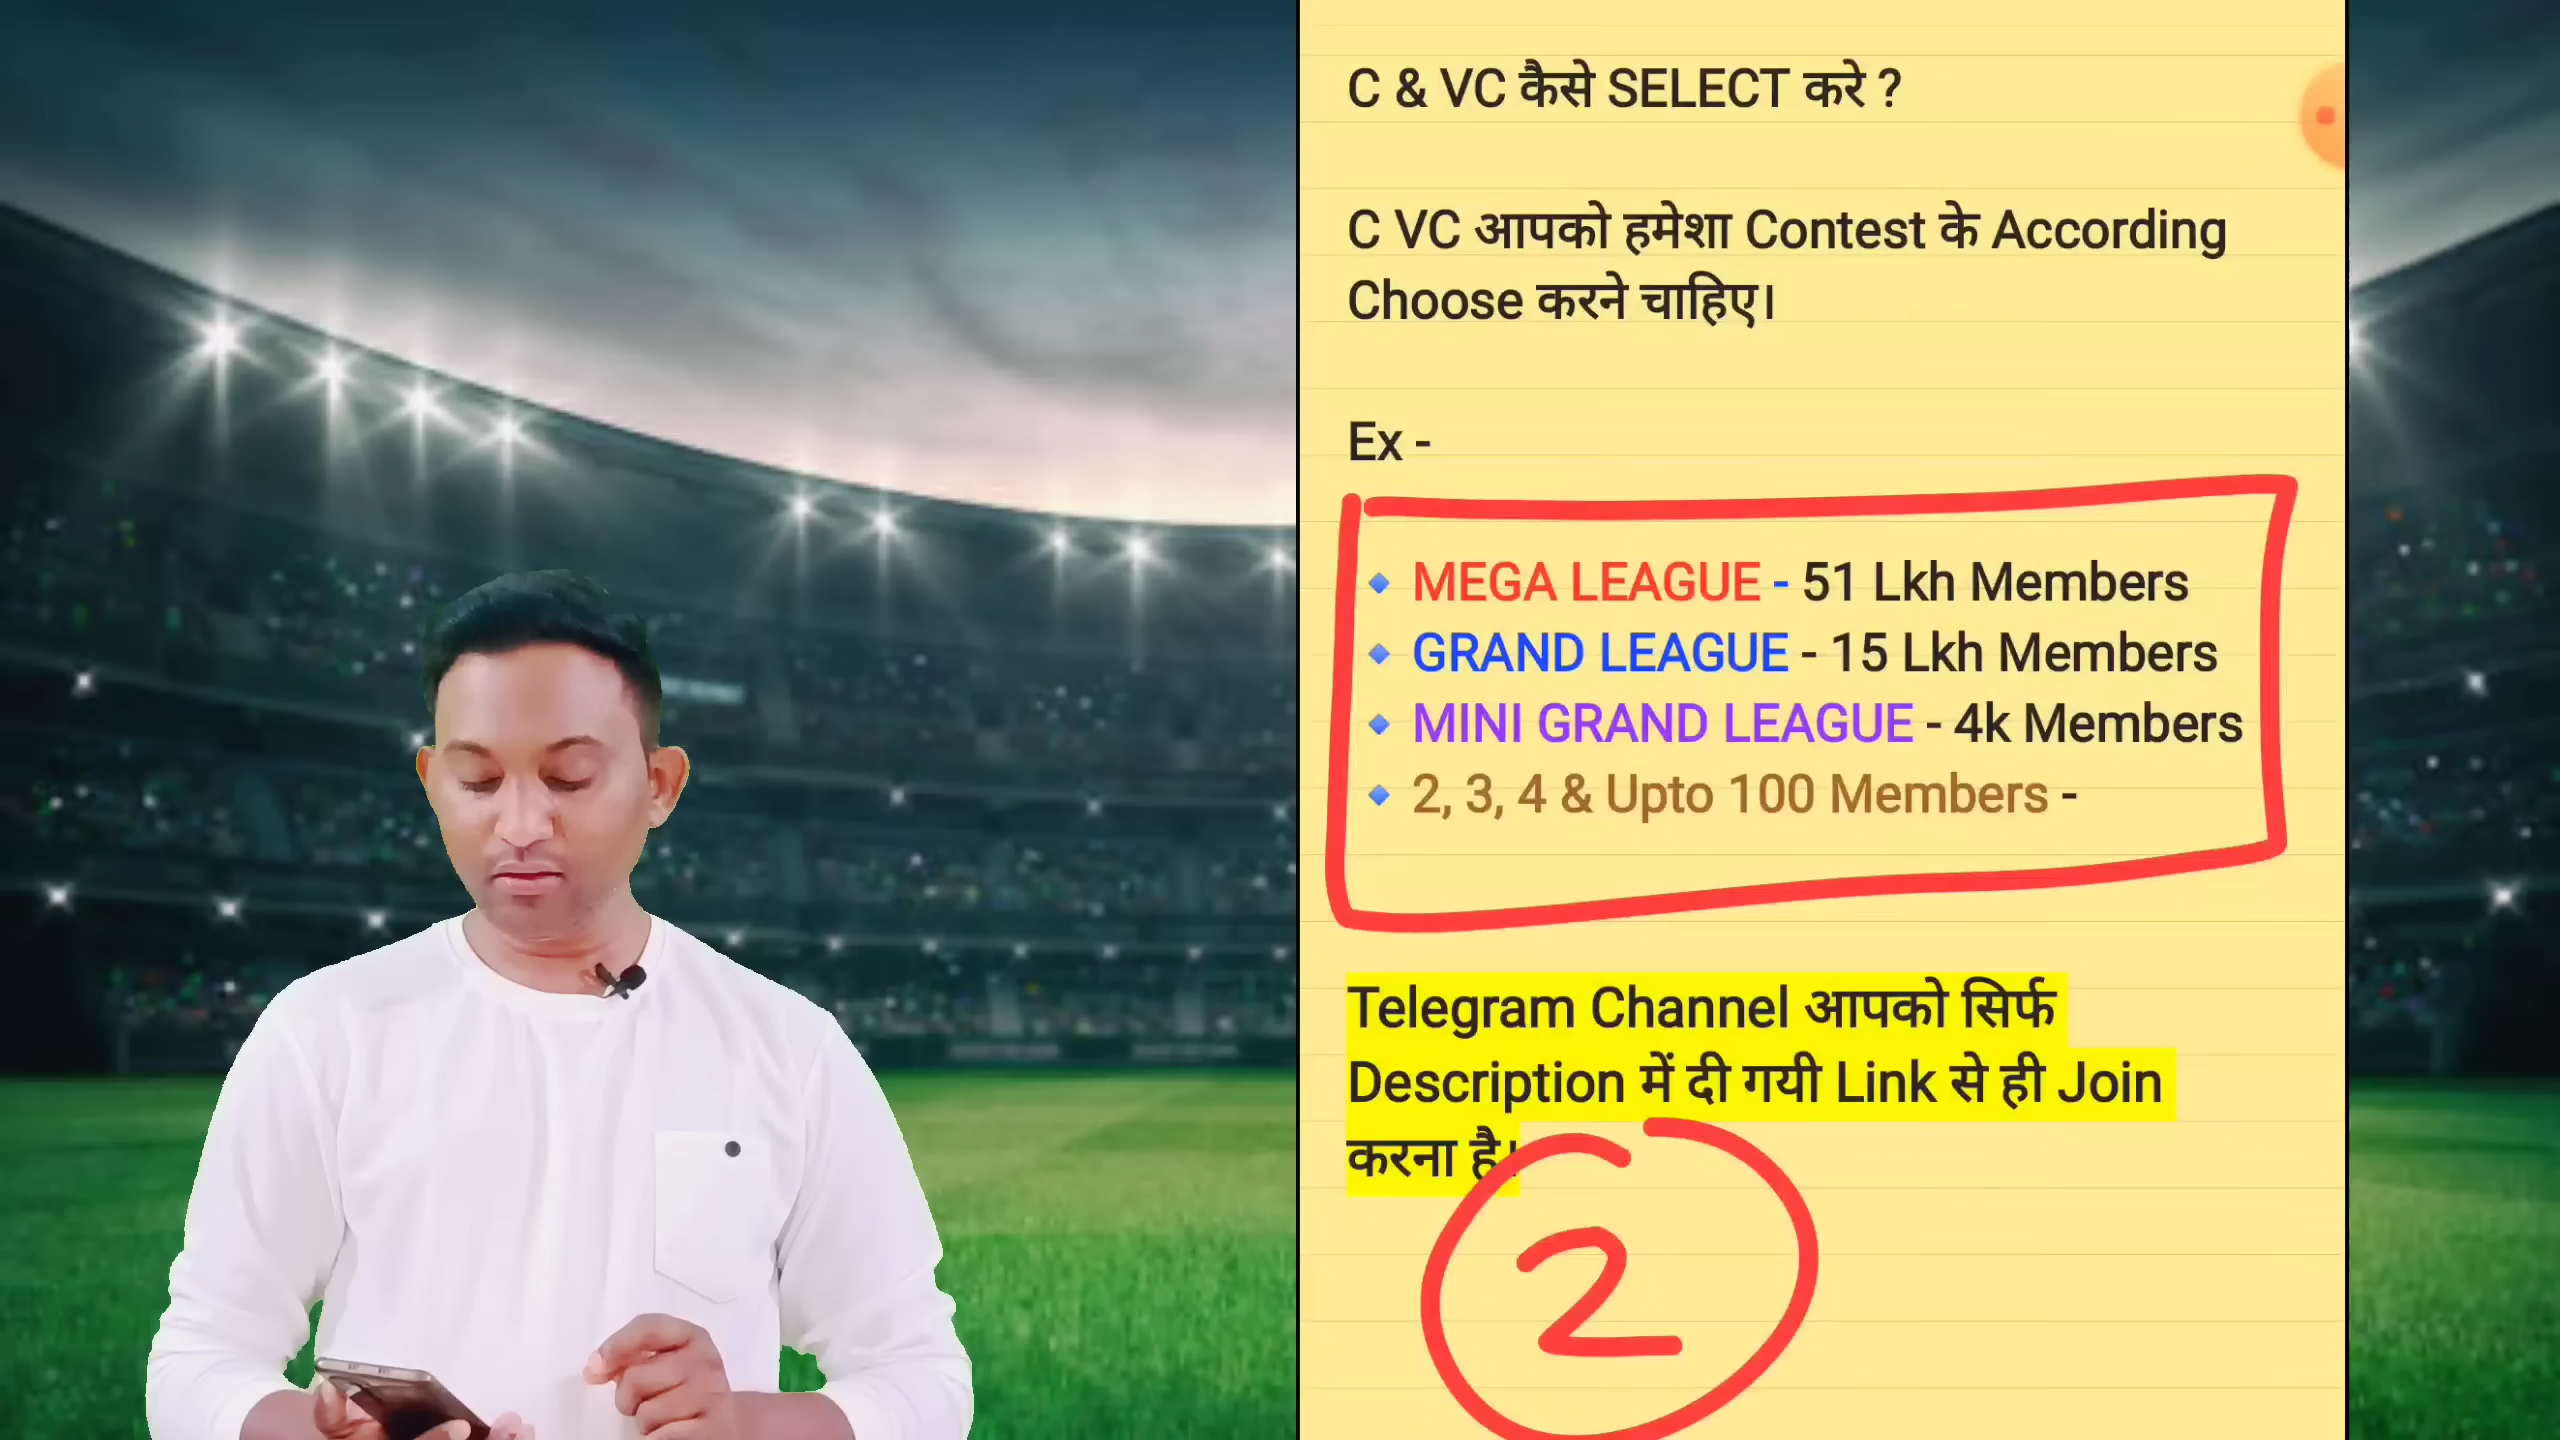 C & VC कैसे SELECT करे ?
C VC आपको हमेशा Contest के According
Choose करने चाहिए।
Ex -
🔹 MEGA LEAGUE - 51 Lkh Members
🔹 GRAND LEAGUE - 15 Lkh Members
🔹 MINI GRAND LEAGUE - 4k Members
🔹 2, 3, 4 & Upto 100 Members -
Telegram Channel आपको सिर्फ
Description में दी गयी Link से ही Join
करना है।
2